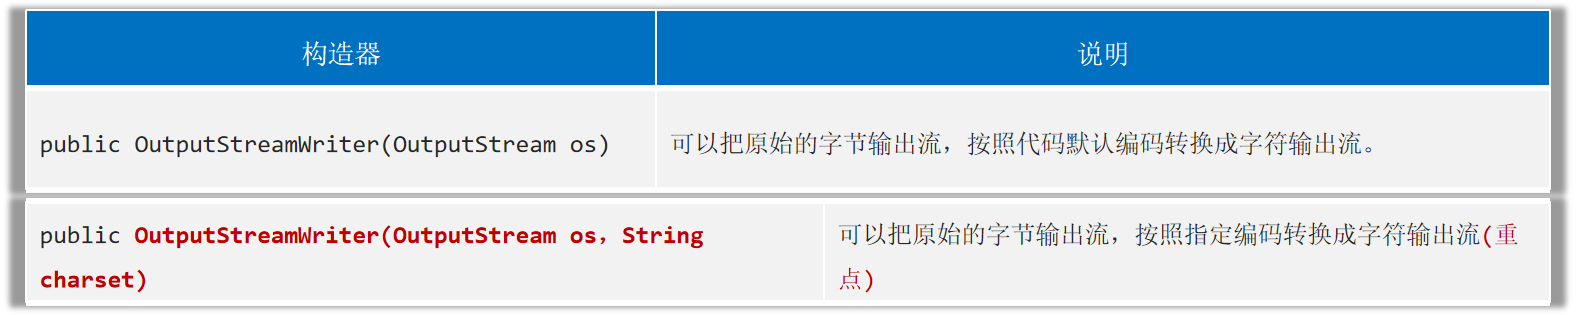 构造器
说明
public OutputStreamWriter(OutputStream os)
可以把原始的字节输出流，按照代码默认编码转换成字符输出流。
public OutputStreamWriter(OutputStream os，String
charset)
可以把原始的字节输出流，按照指定编码转换成字符输出流(重
点)